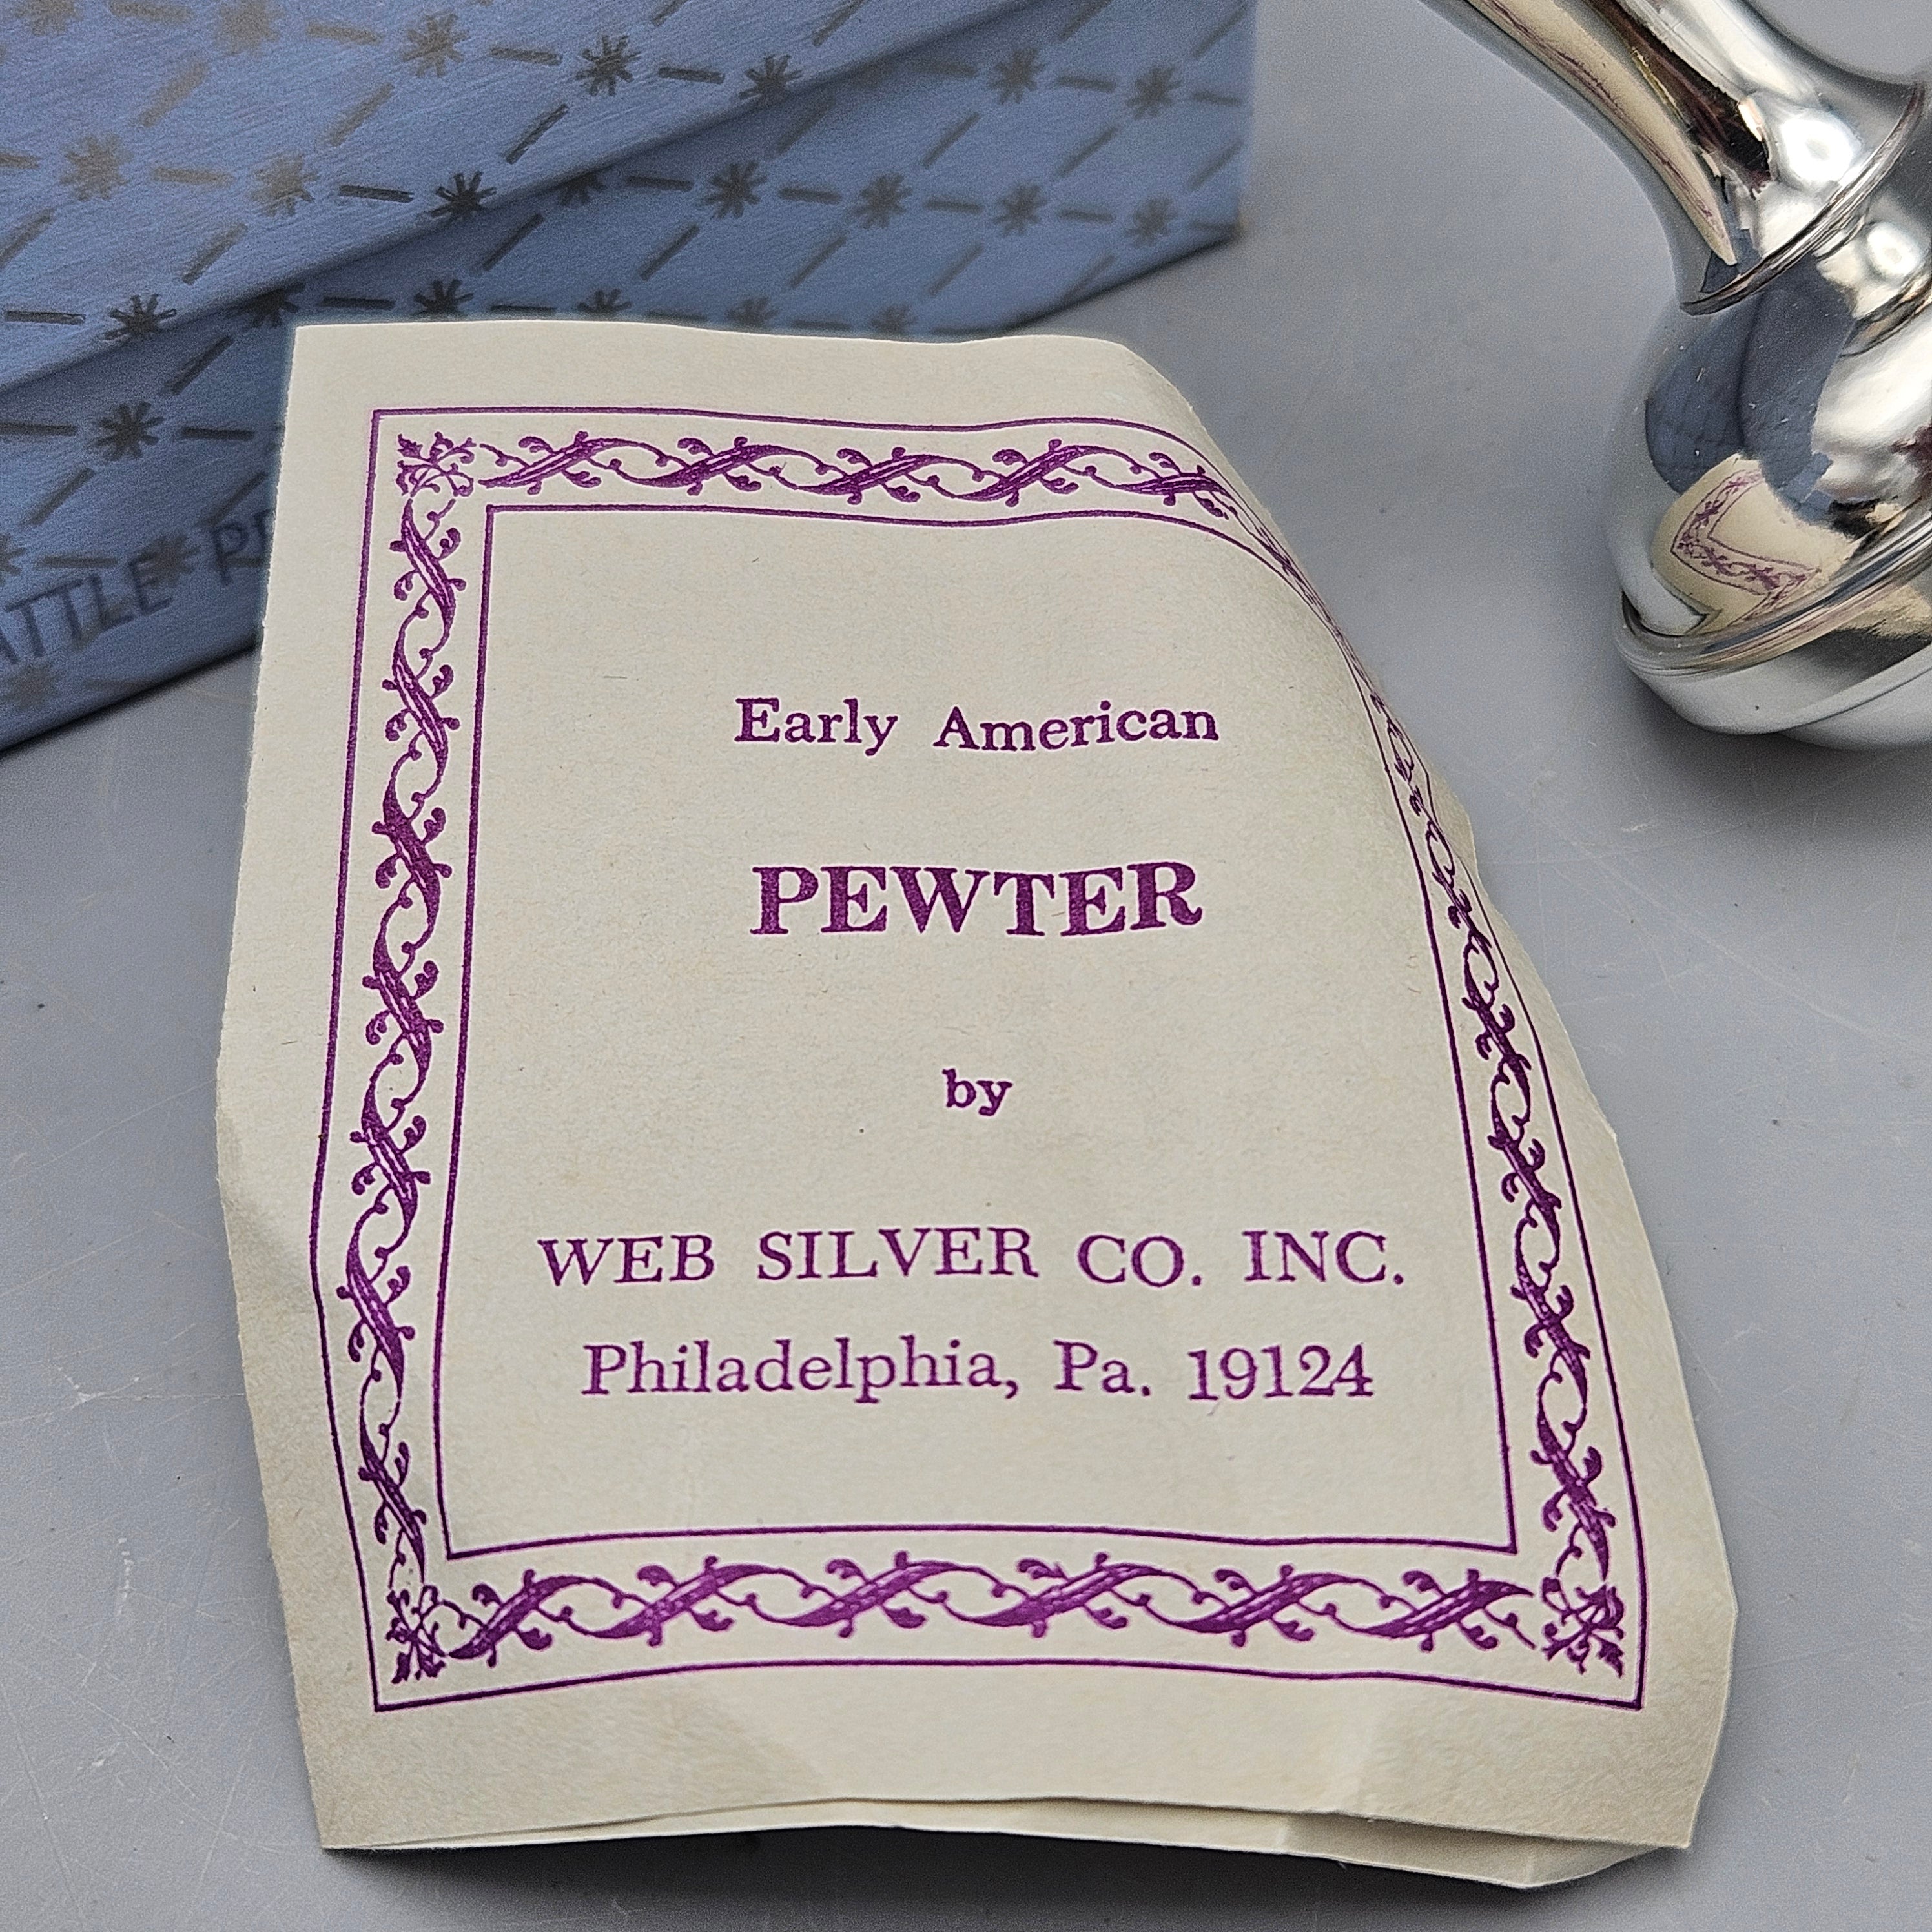 Early American
PEWTER
by
WEB SILVER CO. INC.
Philadelphia, Pa. 19124